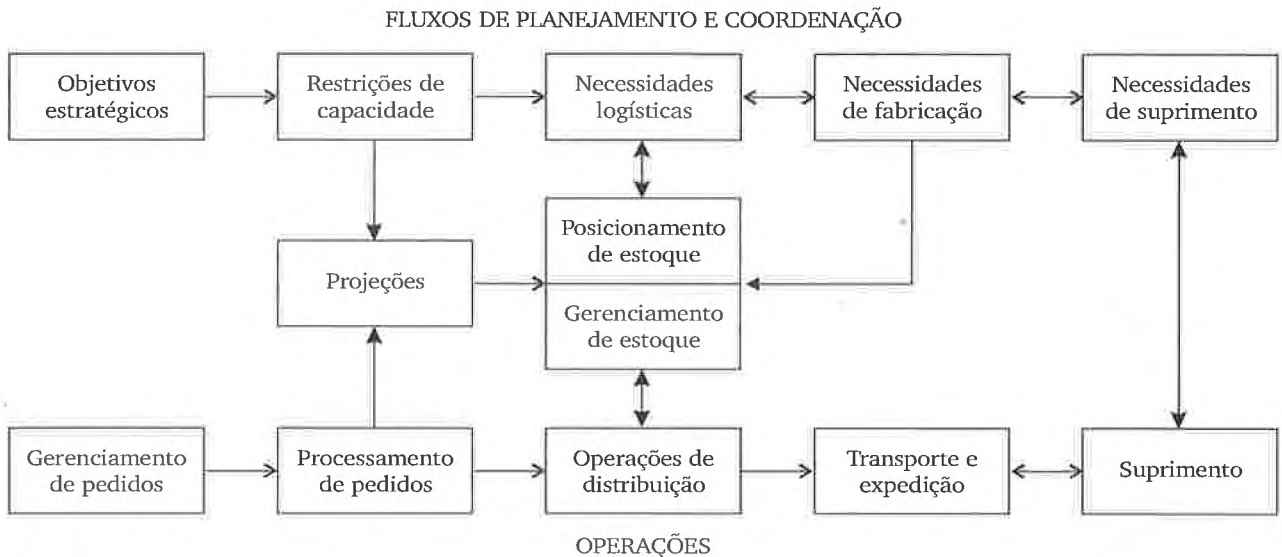 FLUXOS DE PLANEJAMENTO E COORDENAÇÃO
Objetivos
estratégicos
Restrições de
capacidade
Necessidades
logísticas
Necessidades
de fabricação
Necessidades
de suprimento
Posicionamento
de estoque
Projeções
Gerenciamento
de estoque
Gerenciamento
de pedidos
Processamento
de pedidos
Operações de
distribuição
Transporte e
expedição
Suprimento
OPERAÇÕES